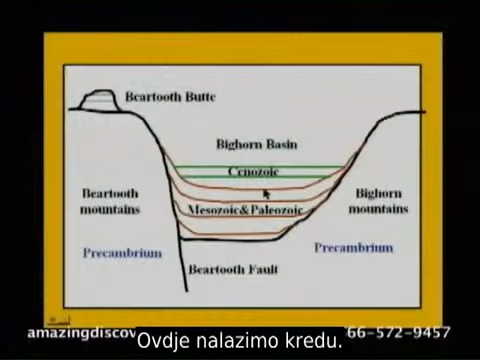 Beartooth Butte
Bighorn Basin
Cenozoic
Beartooth
mountains
Bighorn
mountains
Mesozoic&Paleozoic
Precambrium
Precambrium
Beartooth Fault
amazingdiscov
66-572-9457
Ovdje nalazimo kredu.